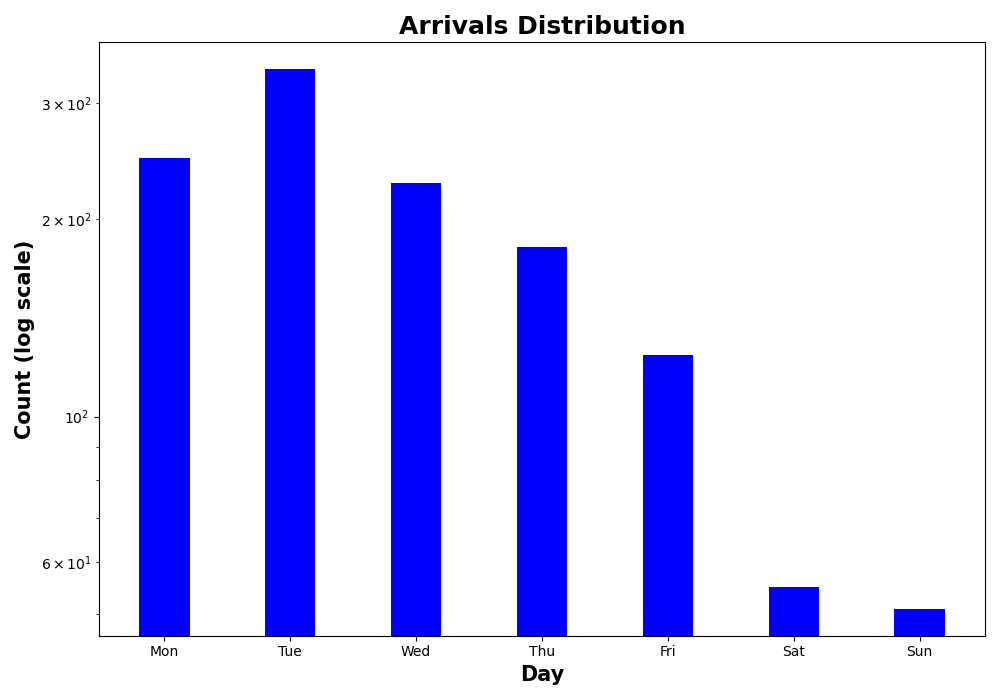 Arrivals Distribution
3 × 10²
2 × 10²
10²
6 × 10¹
Count (log scale)
Mon Tue Wed Thu Fri Sat Sun
Day